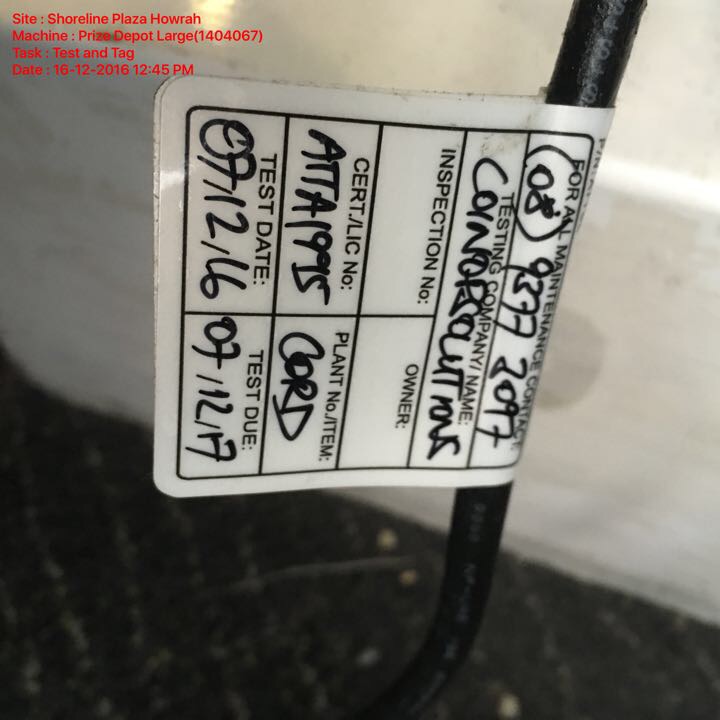 Site : Shoreline Plaza Howrah
Machine : Prize Depot Large(1404067)
Task : Test and Tag
Date : 16-12-2016 12:45 PM
FOR ALL MAINTENANCE CONTACT:
(08) 9377 2097
TESTING COMPANY/ NAME:
INSPECTION No:
OWNER:
CERT./LIC No:
ATTA1995
PLANT No./ITEM:
CORD
TEST DATE:
07/12/16
TEST DUE:
07/12/17